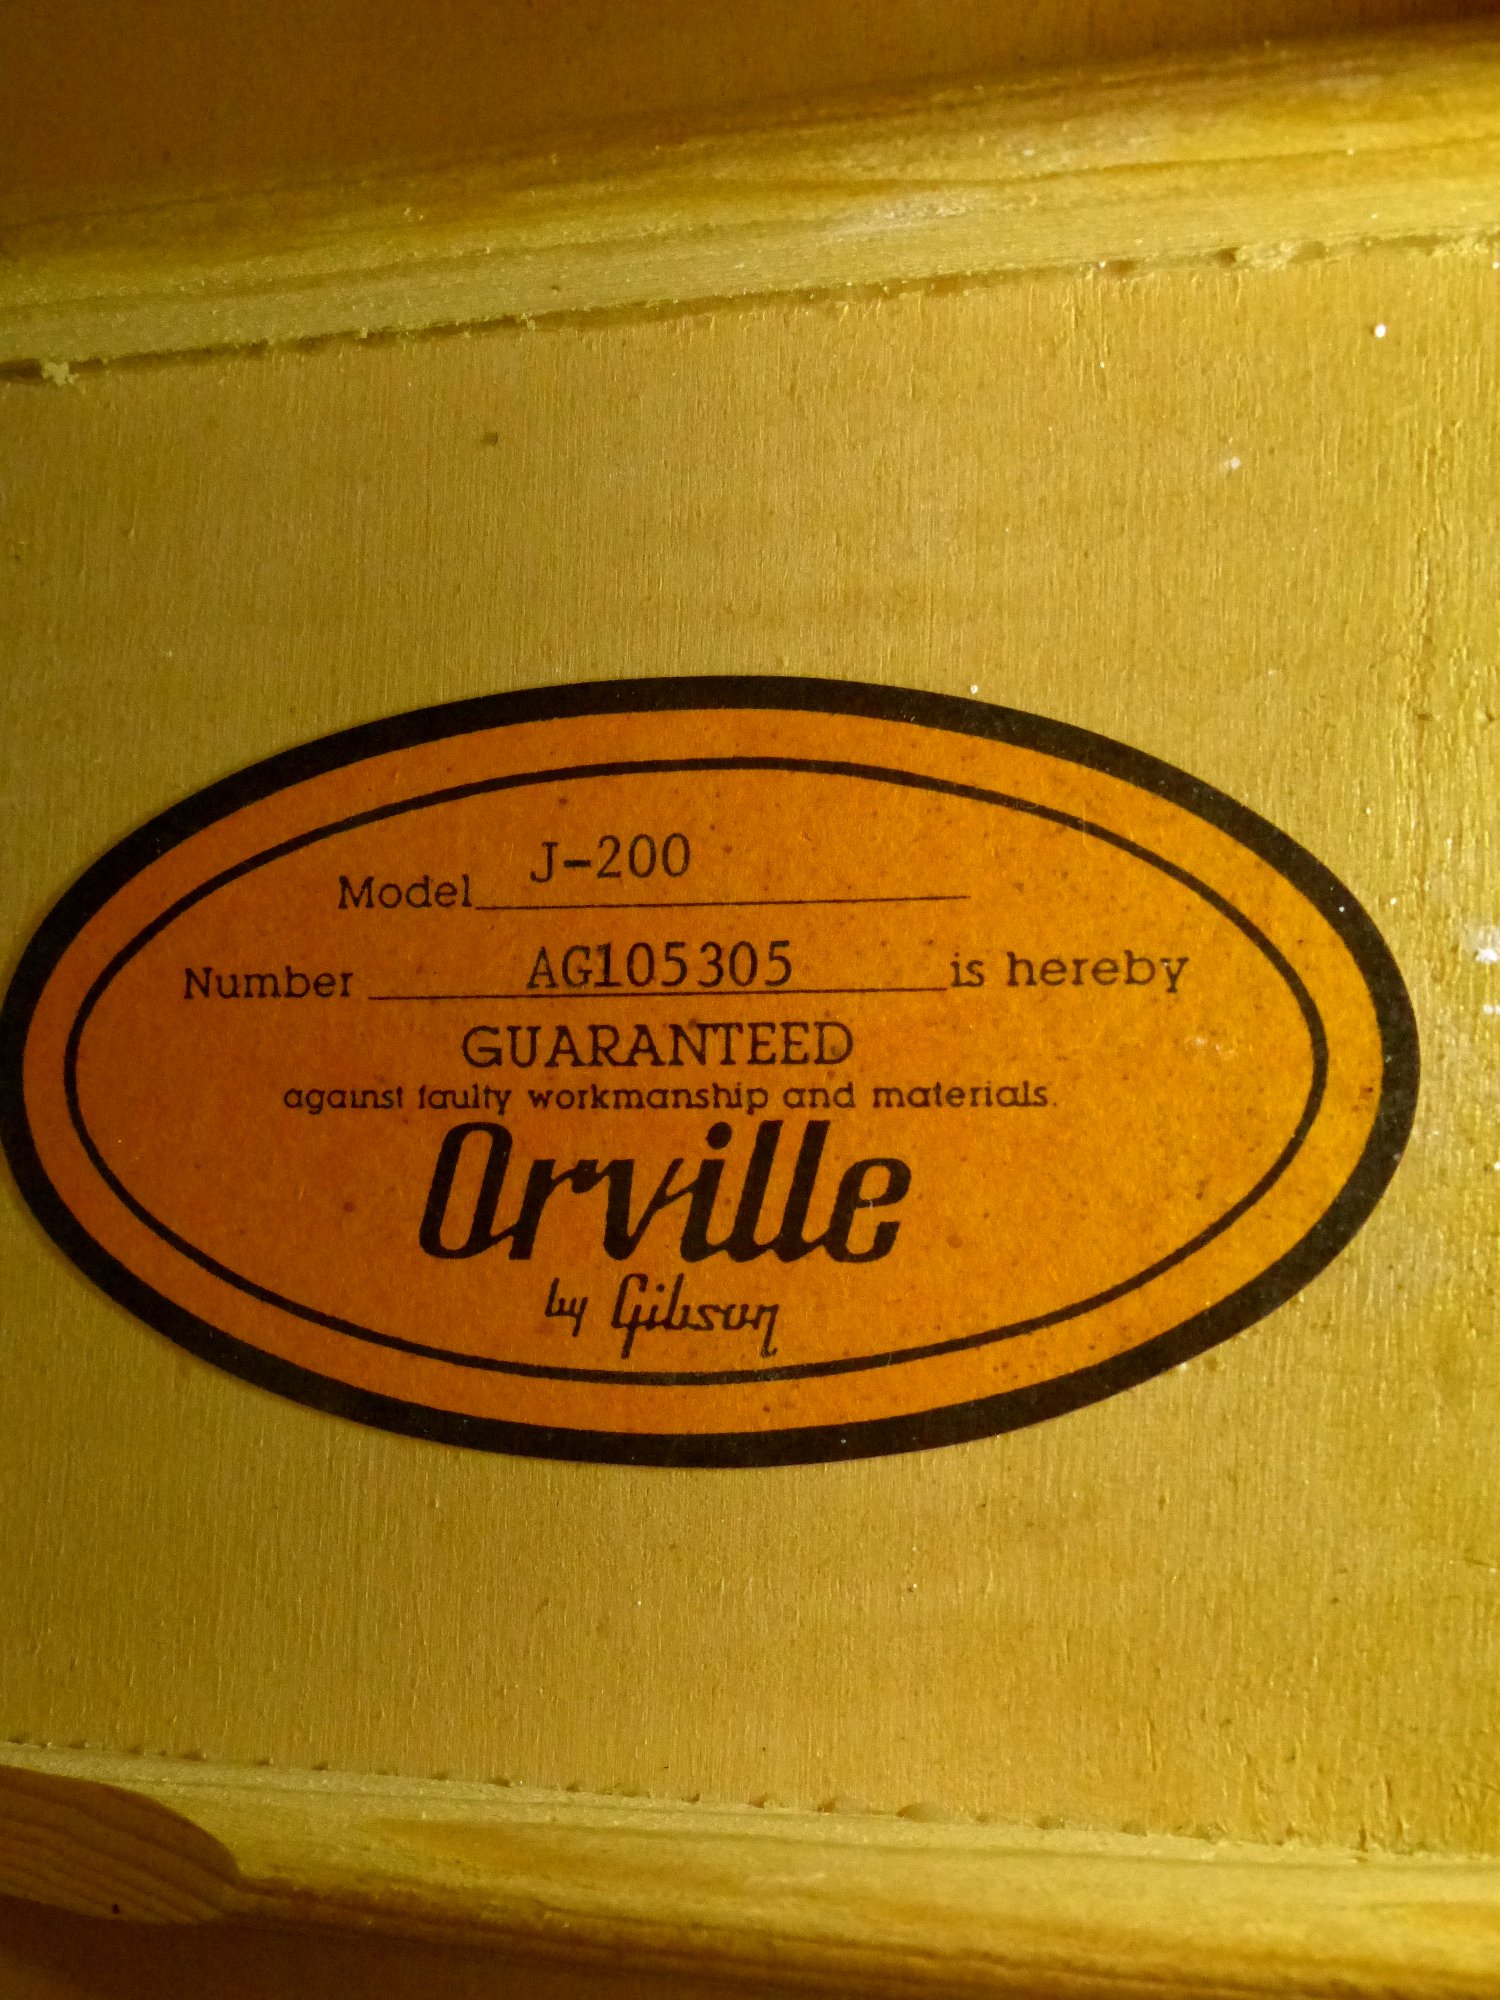 Model J-200
Number AG105305 is hereby
GUARANTEED
against faulty workmanship and materials.
Orville
by Gibson